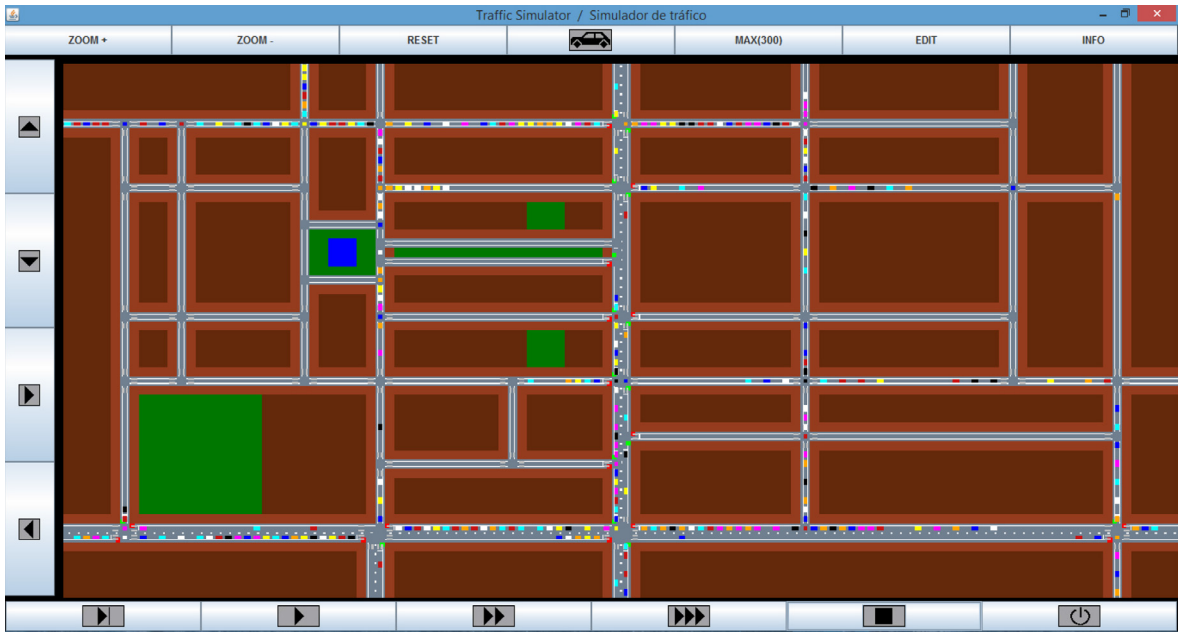 Traffic Simulator / Simulador de tráfico
ZOOM +
ZOOM -
RESET
MAX(300)
EDIT
INFO